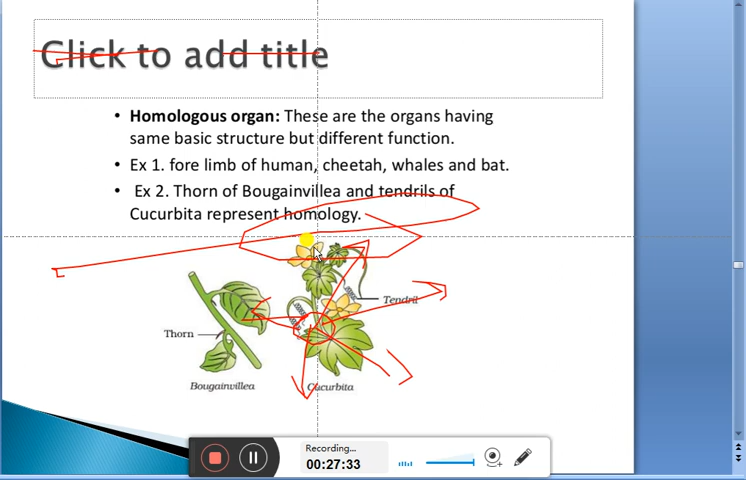 Click to add title
• Homologous organ: These are the organs having
same basic structure but different function.
• Ex 1. fore limb of human, cheetah, whales and bat.
• Ex 2. Thorn of Bougainvillea and tendrils of
Cucurbita represent homology.
Tendril
Thorn
Bougainvillea
Cucurbita
Recording...
00:27:33